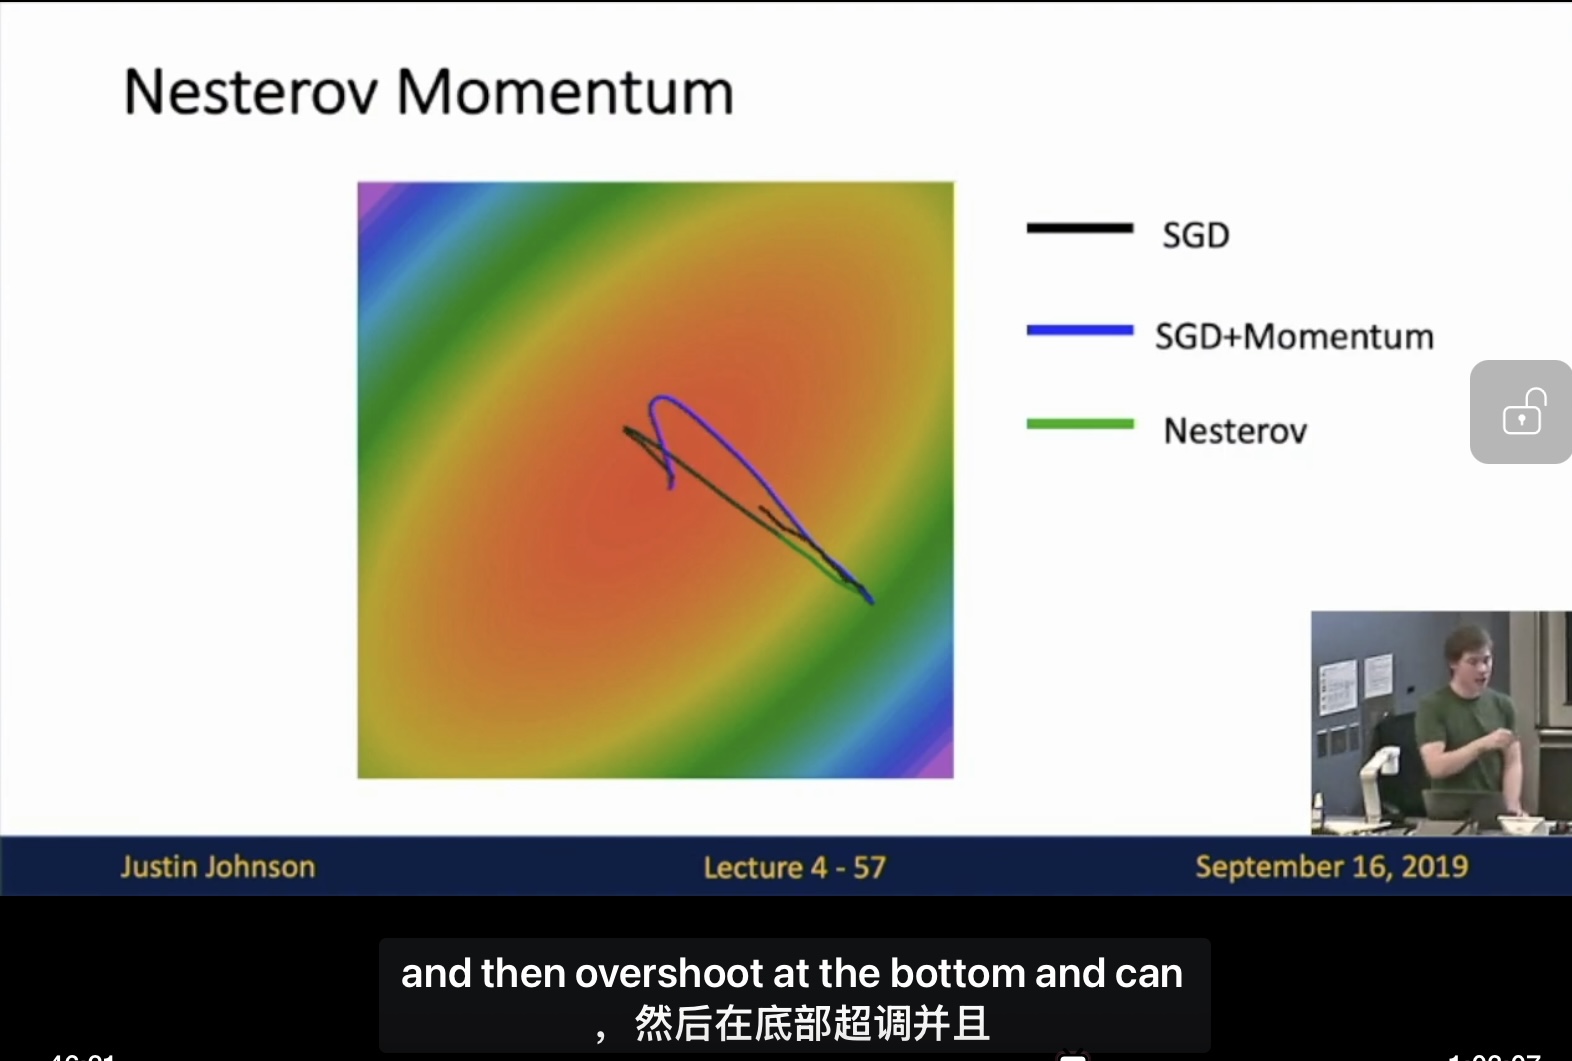 Nesterov Momentum
SGD
SGD+Momentum
Nesterov
Justin Johnson
Lecture 4 - 57
September 16, 2019
and then overshoot at the bottom and can
，然后在底部超调并且